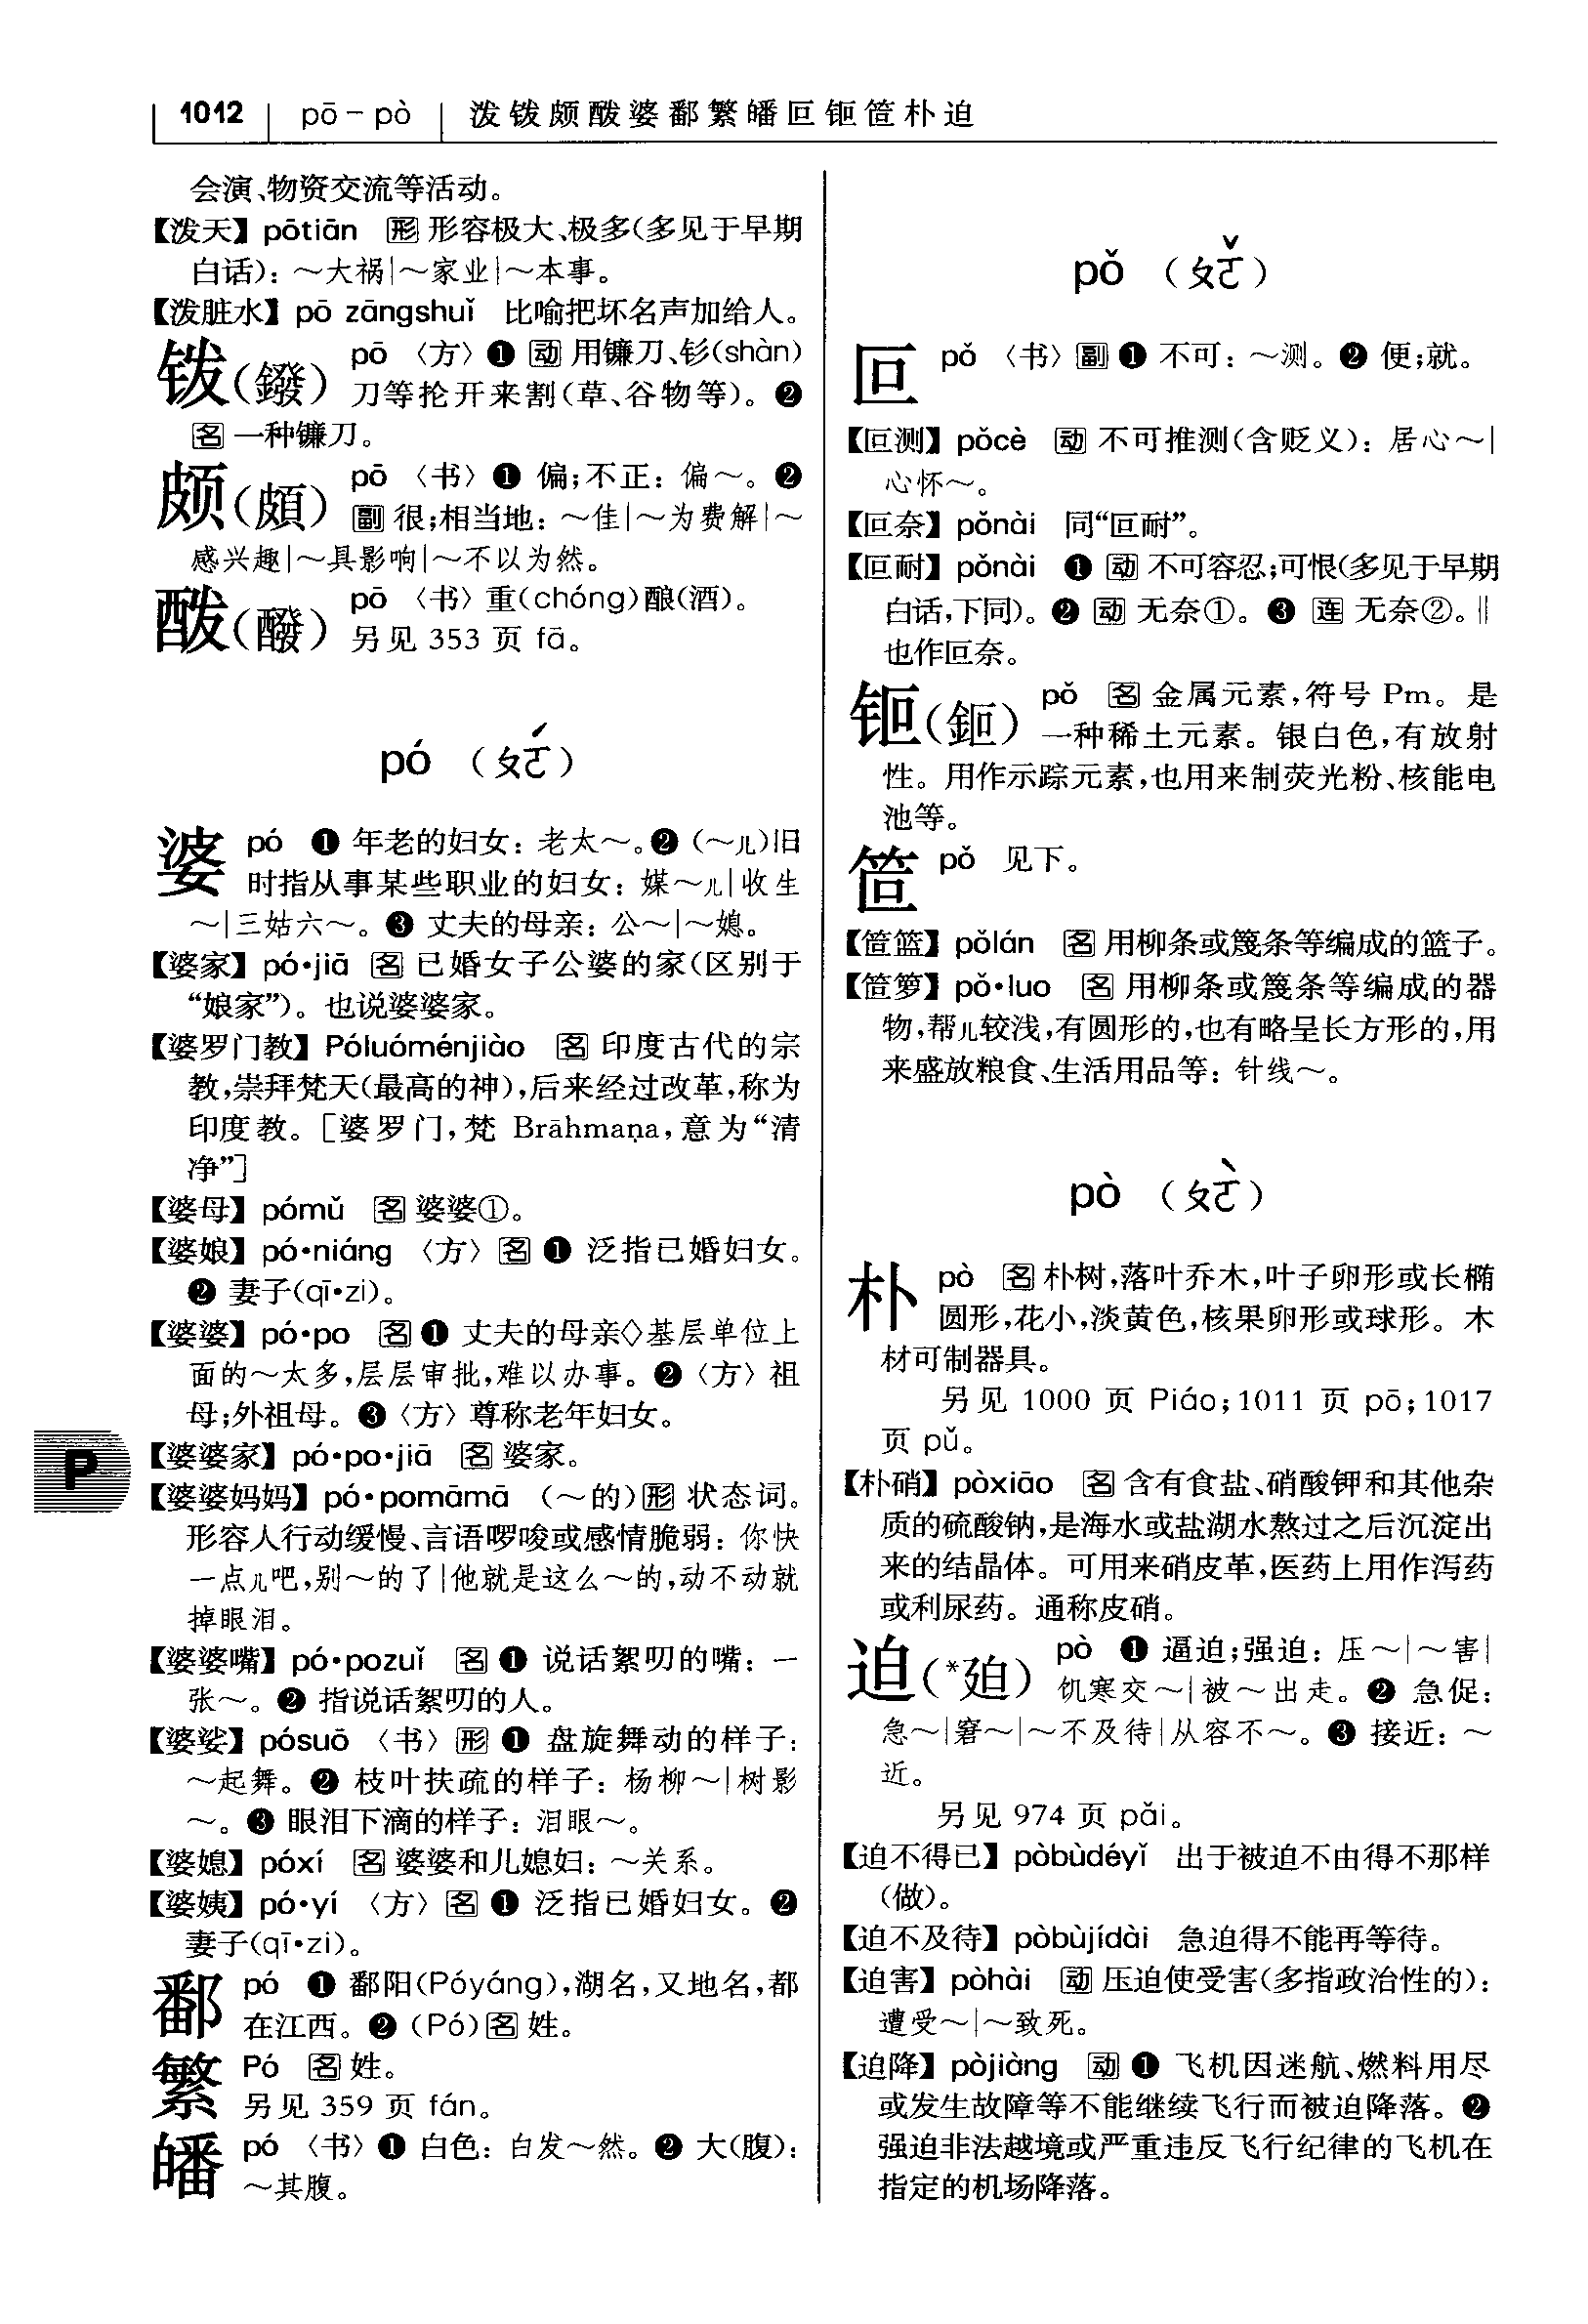 1012 pō－pò 泼钹颇酦婆鄱繁皤叵钷笸朴迫
会演、物资交流等活动。
【泼天】pōtiān 形 形容极大、极多(多见于早期
白话)：～大祸|～家业|～本事。
【泼脏水】pō zāngshuǐ 比喻把坏名声加给人。
䥽(鏺) pō 〈方〉❶ 动 用镰刀、钐(shàn)
刀等抡开来割(草、谷物等)。❷
名 一种镰刀。
颇(頗) pō 〈书〉❶ 偏；不正：偏～。❷
副 很；相当地：～佳|～为费解|～
感兴趣|～具影响|～不以为然。
酦(醱) pō 〈书〉重(chóng)酿(酒)。
另见 353 页 fā。
pó （ㄆㄛˊ）
婆 pó ❶ 年老的妇女：老太～。❷ (～儿)旧
时指从事某些职业的妇女：媒～儿|收生
～|三姑六～。❸ 丈夫的母亲：公～|～媳。
【婆家】pó·jiā 名 已婚女子公婆的家(区别于
“娘家”)。也说婆婆家。
【婆罗门教】Póluóménjiào 名 印度古代的宗
教，崇拜梵天(最高的神)，后来经过改革，称为
印度教。[婆罗门，梵 Brāhmaṇa，意为“清
净”]
【婆母】pómǔ 名 婆婆①。
【婆娘】pó·niáng 〈方〉名 ❶ 泛指已婚妇女。
❷ 妻子(qī·zi)。
【婆婆】pó·po 名 ❶ 丈夫的母亲◇基层单位上
面的～太多，层层审批，难以办事。❷〈方〉祖
母；外祖母。❸〈方〉尊称老年妇女。
P
【婆婆家】pó·po·jiā 名 婆家。
【婆婆妈妈】pó·pomāmā (～的)形 状态词。
形容人行动缓慢、言语啰唆或感情脆弱：你快
一点儿吧，别～的了|他就是这么～的，动不动就
掉眼泪。
【婆婆嘴】pó·pozuǐ 名 ❶ 说话絮叨的嘴：一
张～。❷ 指说话絮叨的人。
【婆娑】pósuō 〈书〉形 ❶ 盘旋舞动的样子：
～起舞。❷ 枝叶扶疏的样子：杨柳～|树影
～。❸ 眼泪下滴的样子：泪眼～。
【婆媳】póxí 名 婆婆和儿媳妇：～关系。
【婆姨】pó·yí 〈方〉名 ❶ 泛指已婚妇女。❷
妻子(qī·zi)。
鄱 pó ❶ 鄱阳(Póyáng)，湖名，又地名，都
在江西。❷ (Pó)名 姓。
繁 Pó 名 姓。
另见 359 页 fán。
皤 pó 〈书〉❶ 白色：白发～然。❷ 大(腹)：
～其腹。
pǒ （ㄆㄛˇ）
叵 pǒ 〈书〉副 ❶ 不可：～测。❷ 便；就。
【叵测】pǒcè 动 不可推测(含贬义)：居心～|
心怀～。
【叵奈】pǒnài 同“叵耐”。
【叵耐】pǒnài ❶ 动 不可容忍；可恨(多见于早期
白话，下同)。❷ 动 无奈①。❸ 连 无奈②。‖
也作叵奈。
钷(鉕) pǒ 名 金属元素，符号 Pm。是
一种稀土元素。银白色，有放射
性。用作示踪元素，也用来制荧光粉、核能电
池等。
笸 pǒ 见下。
【笸篮】pǒlán 名 用柳条或篾条等编成的篮子。
【笸箩】pǒ·luo 名 用柳条或篾条等编成的器
物，帮儿较浅，有圆形的，也有略呈长方形的，用
来盛放粮食、生活用品等：针线～。
pò （ㄆㄛˋ）
朴 pò 名 朴树，落叶乔木，叶子卵形或长椭
圆形，花小，淡黄色，核果卵形或球形。木
材可制器具。
另见 1000 页 Piáo；1011 页 pō；1017
页 pǔ。
【朴硝】pòxiāo 名 含有食盐、硝酸钾和其他杂
质的硫酸钠，是海水或盐湖水熬过之后沉淀出
来的结晶体。可用来硝皮革，医药上用作泻药
或利尿药。通称皮硝。
迫(*廹) pò ❶ 逼迫；强迫：压～|～害|
饥寒交～|被～出走。❷ 急促：
急～|窘～|～不及待|从容不～。❸ 接近：～
近。
另见 974 页 pǎi。
【迫不得已】pòbùdéyǐ 出于被迫不由得不那样
(做)。
【迫不及待】pòbùjídài 急迫得不能再等待。
【迫害】pòhài 动 压迫使受害(多指政治性的)：
遭受～|～致死。
【迫降】pòjiàng 动 ❶ 飞机因迷航、燃料用尽
或发生故障等不能继续飞行而被迫降落。❷
强迫非法越境或严重违反飞行纪律的飞机在
指定的机场降落。